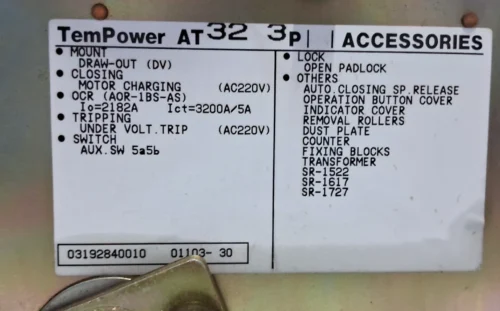 TemPower AT 32 3P ACCESSORIES
● MOUNT
DRAW-OUT (DV)
● CLOSING
MOTOR CHARGING (AC220V)
● OCR (AOR-1BS-AS)
Io=2182A Ict=3200A/5A
● TRIPPING
UNDER VOLT.TRIP (AC220V)
● SWITCH
AUX.SW 5a5b
● LOCK
OPEN PADLOCK
● OTHERS
AUTO.CLOSING SP.RELEASE
OPERATION BUTTON COVER
INDICATOR COVER
REMOVAL ROLLERS
DUST PLATE
COUNTER
FIXING BLOCKS
TRANSFORMER
SR-1522
SR-1617
SR-1727
03192840010 01103- 30